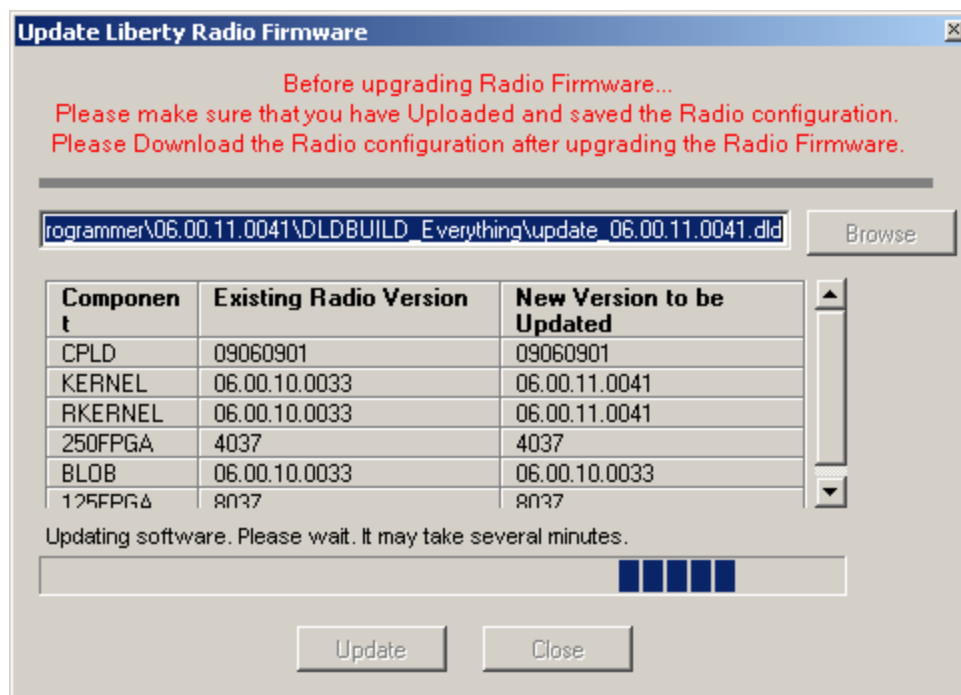 Update Liberty Radio Firmware
Before upgrading Radio Firmware...
Please make sure that you have Uploaded and saved the Radio configuration.
Please Download the Radio configuration after upgrading the Radio Firmware.
rogrammer\06.00.11.0041\DLDBUILD_Everything\update_06.00.11.0041.dld Browse
Componen Existing Radio Version New Version to be
t Updated
CPLD 09060901 09060901
KERNEL 06.00.10.0033 06.00.11.0041
RKERNEL 06.00.10.0033 06.00.11.0041
250FPGA 4037 4037
BLOB 06.00.10.0033 06.00.10.0033
125FPGA 8037 8037
Updating software. Please wait. It may take several minutes.
Update Close